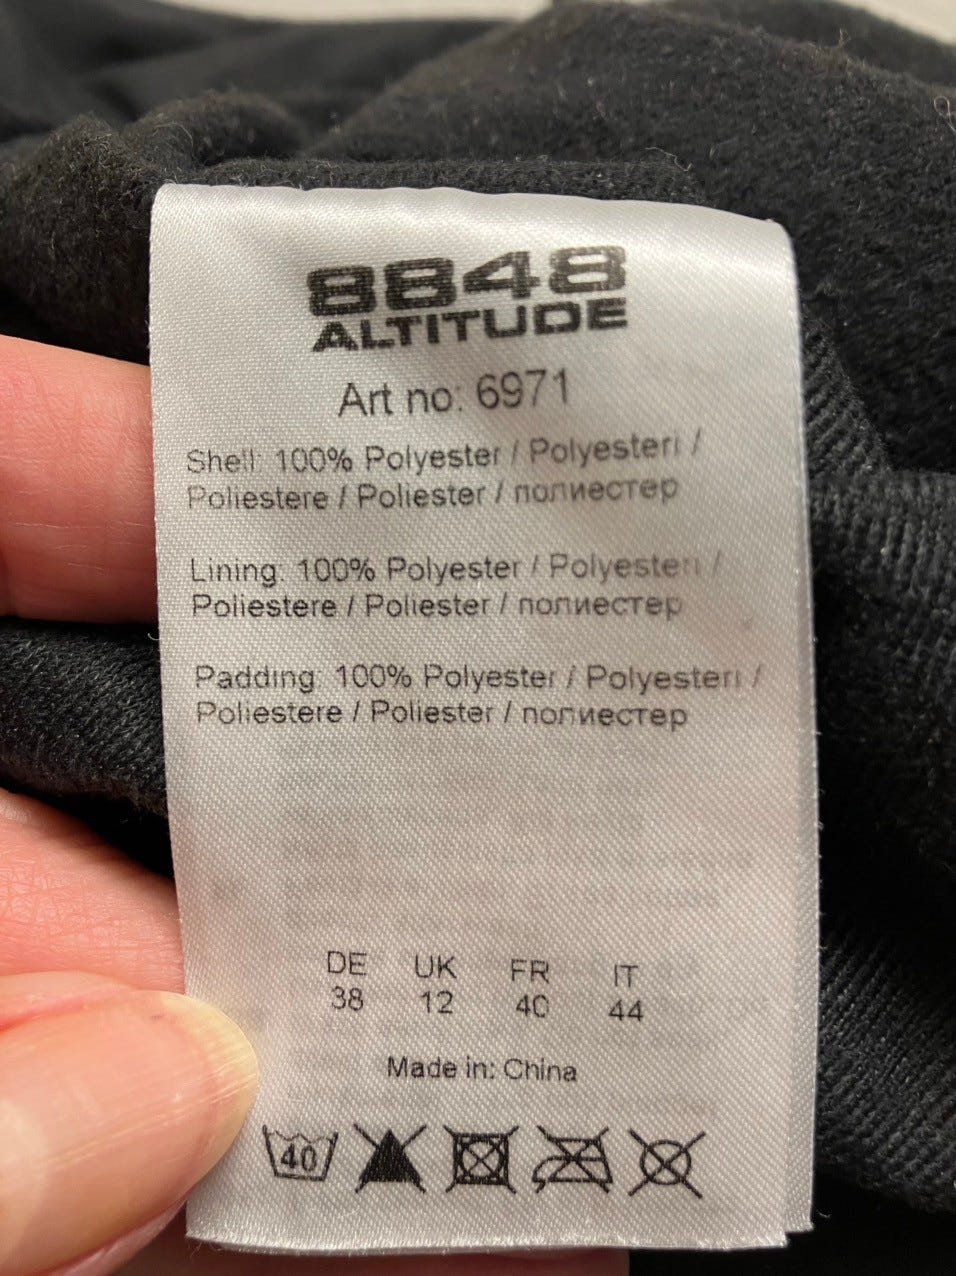 8848
ALTITUDE
Art no: 6971
Shell: 100% Polyester / Polyesteri /
Poliestere / Poliester / полиестер
Lining: 100% Polyester / Polyesteri /
Poliestere / Poliester / полиестер
Padding: 100% Polyester / Polyesteri /
Poliestere / Poliester / полиестер
DE UK FR IT
38 12 40 44
Made in: China
40